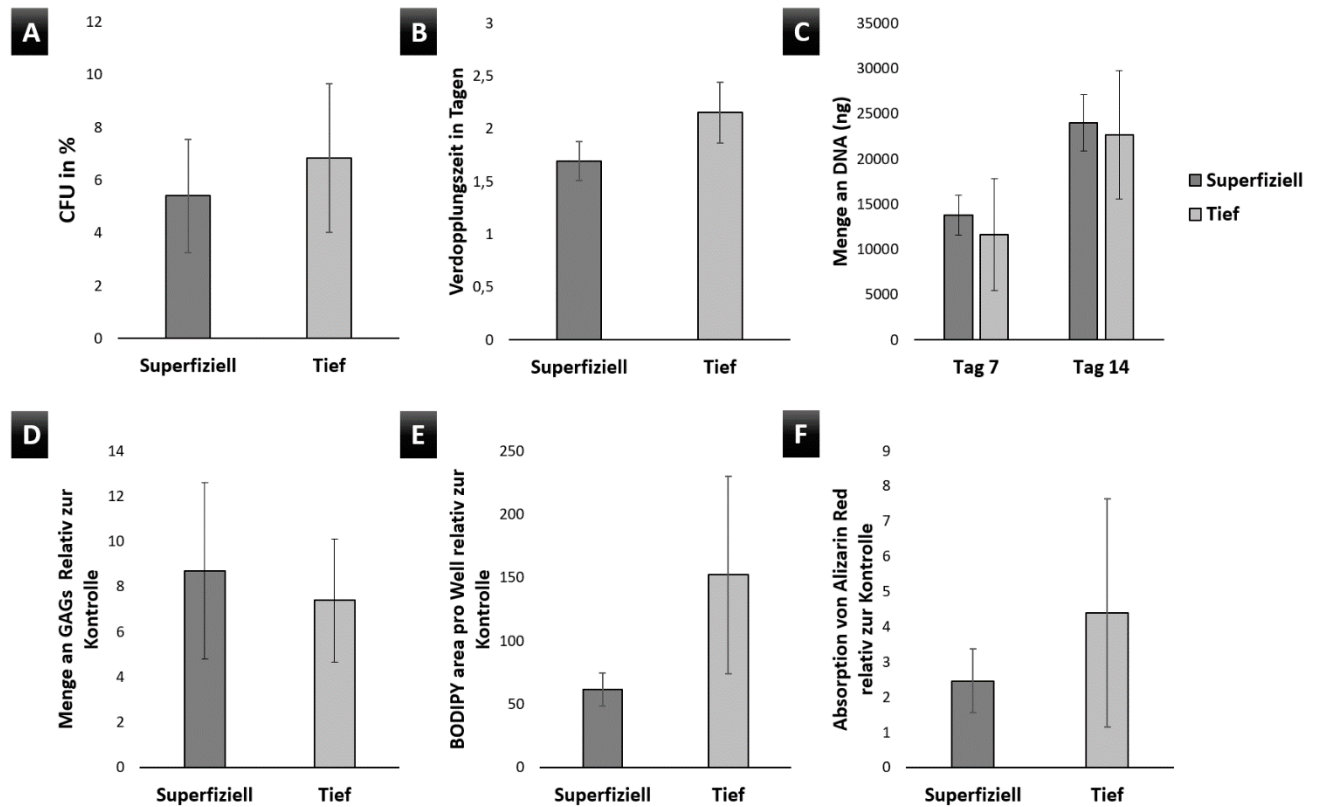 A
CFU in %
12
10
8
6
4
2
0
Superfiziell
Tief
B
Verdopplungszeit in Tagen
3
2,5
2
1,5
1
0,5
0
Superfiziell
Tief
C
Menge an DNA (ng)
35000
30000
25000
20000
15000
10000
5000
0
Tag 7
Tag 14
Superfiziell
Tief
D
Menge an GAGs Relativ zur
Kontrolle
14
12
10
8
6
4
2
0
Superfiziell
Tief
E
BODIPY area pro Well relativ zur
Kontrolle
250
200
150
100
50
0
Superfiziell
Tief
F
Absorption von Alizarin Red
relativ zur Kontrolle
9
8
7
6
5
4
3
2
1
0
Superfiziell
Tief